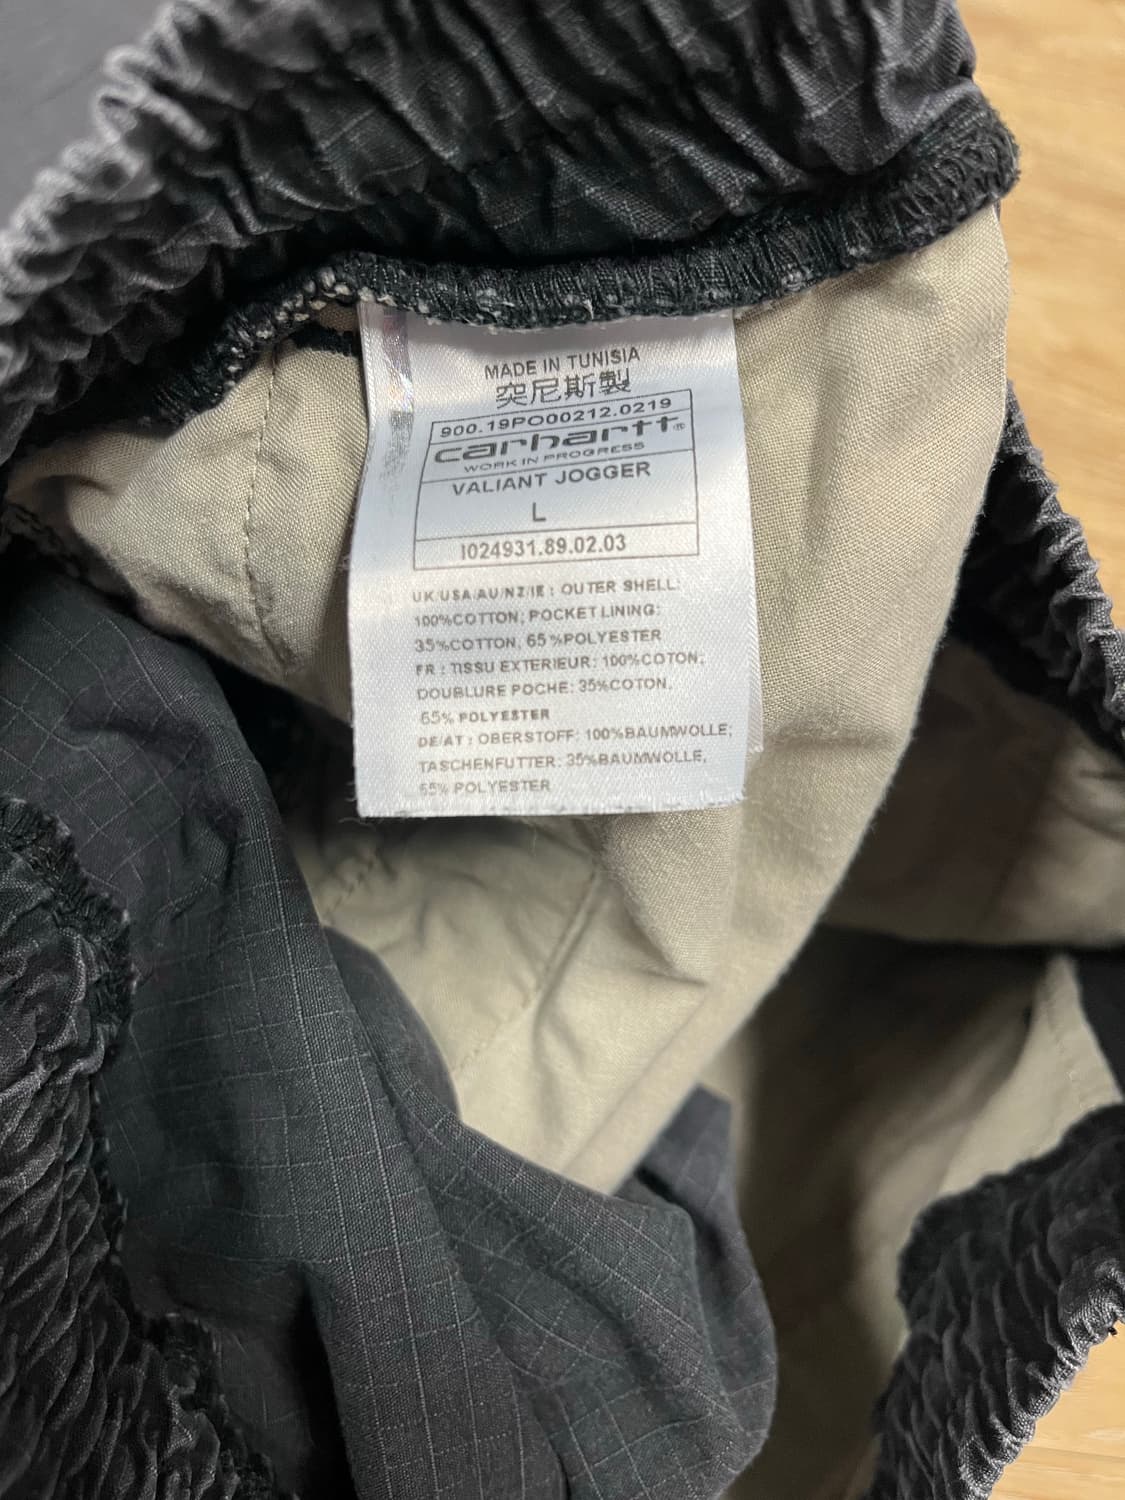 MADE IN TUNISIA
突尼斯製
900.19PO00212.0219
carhartt®
WORK IN PROGRESS
VALIANT JOGGER
L
I024931.89.02.03
UK/USA/AU/NZ/IE : OUTER SHELL:
100%COTTON; POCKET LINING:
35%COTTON, 65%POLYESTER
FR : TISSU EXTERIEUR: 100%COTON,
DOUBLURE POCHE: 35%COTON,
65% POLYESTER
DE/AT : OBERSTOFF: 100%BAUMWOLLE;
TASCHENFUTTER: 35%BAUMWOLLE,
65% POLYESTER